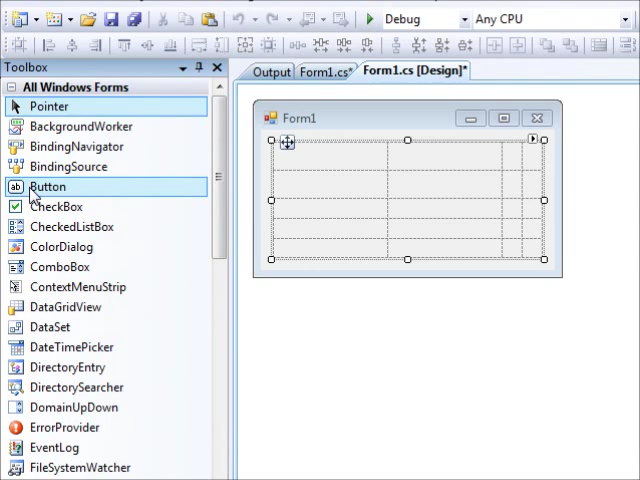 Debug
Any CPU
Toolbox
Output
Form1.cs*
Form1.cs [Design]*
All Windows Forms
Pointer
BackgroundWorker
BindingNavigator
BindingSource
ab Button
CheckBox
CheckedListBox
ColorDialog
ComboBox
ContextMenuStrip
DataGridView
DataSet
DateTimePicker
DirectoryEntry
DirectorySearcher
DomainUpDown
ErrorProvider
EventLog
FileSystemWatcher
Form1